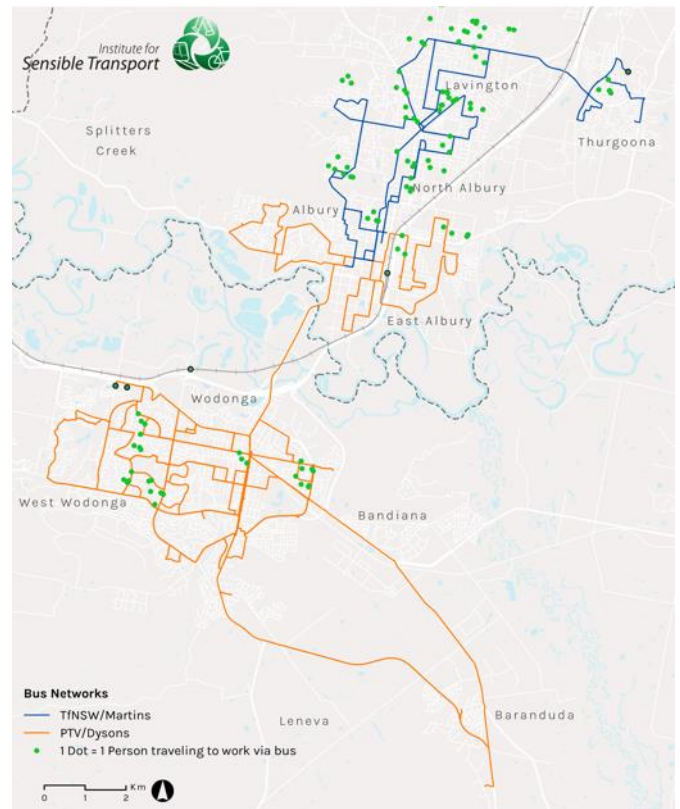 Institute for
Sensible Transport
Lavington
Splitters
Creek
Thurgoona
North Albury
Albury
East Albury
Wodonga
West Wodonga
Bandiana
Bus Networks
TfNSW/Martins
PTV/Dysons
1 Dot = 1 Person traveling to work via bus
Leneva
Baranduda
Km
0 1 2